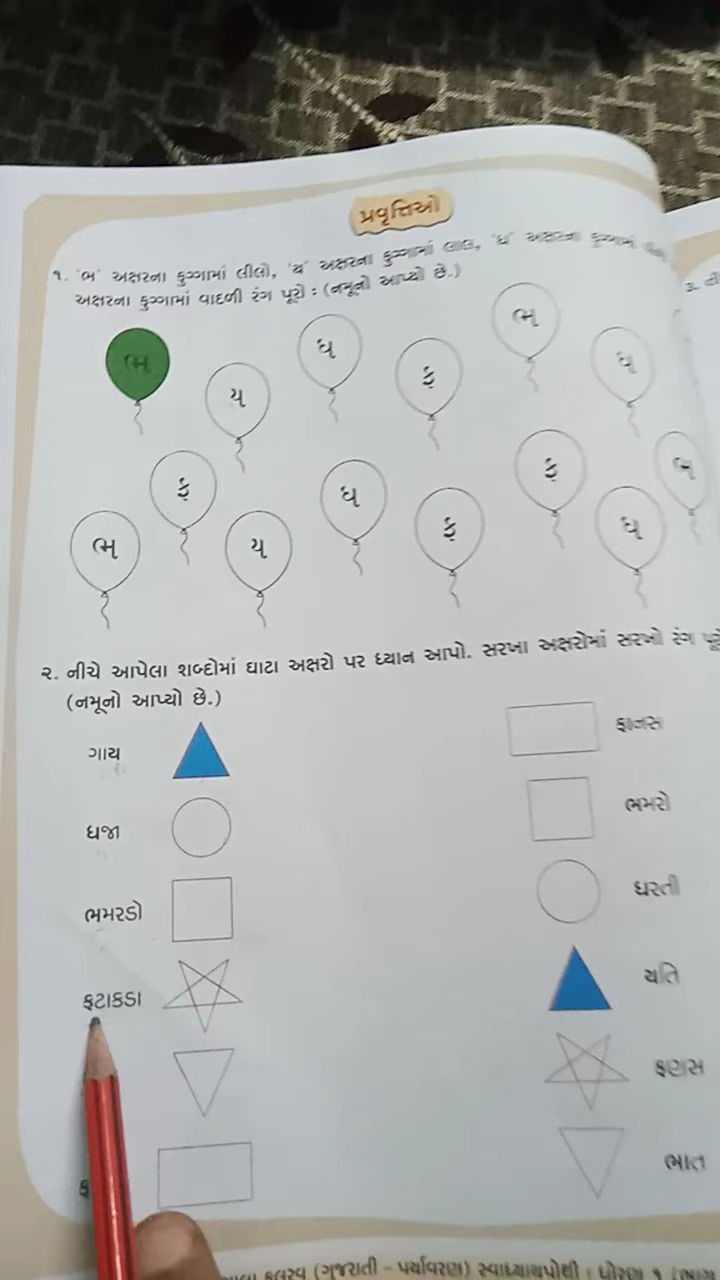 પ્રવૃત્તિઓ
૧. 'ભ' અક્ષરના ફુગ્ગામાં લીલો, 'ય' અક્ષરના ફુગ્ગામાં લાલ, 'ધ' અક્ષરના ફુગ્ગામાં
અક્ષરના ફુગ્ગામાં વાદળી રંગ પૂરો : (નમૂનો આપ્યો છે.)
ભ ય ધ ફ ભ ધ
ભ ફ ય ધ ફ ફ ધ ભ
૨. નીચે આપેલા શબ્દોમાં ઘાટા અક્ષરો પર ધ્યાન આપો. સરખા અક્ષરોમાં સરખો રંગ
(નમૂનો આપ્યો છે.)
ગાય ફાનસ
ધજા ભમરો
ભમરડો ધરતી
ફટાકડા યતિ
ફણસ
ભાત
કલરવ (ગુજરાતી - પર્યાવરણ) સ્વાધ્યાયપોથી : ધોરણ ૧